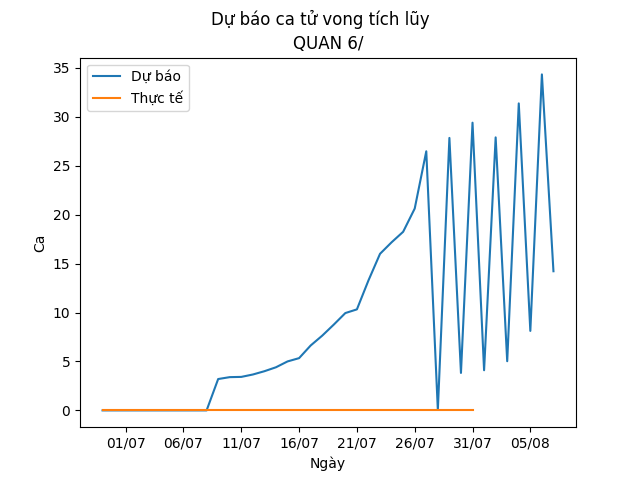 Dự báo ca tử vong tích lũy
QUAN 6/
Dự báo
Thực tế
Ca
35
30
25
20
15
10
5
0
01/07 06/07 11/07 16/07 21/07 26/07 31/07 05/08
Ngày